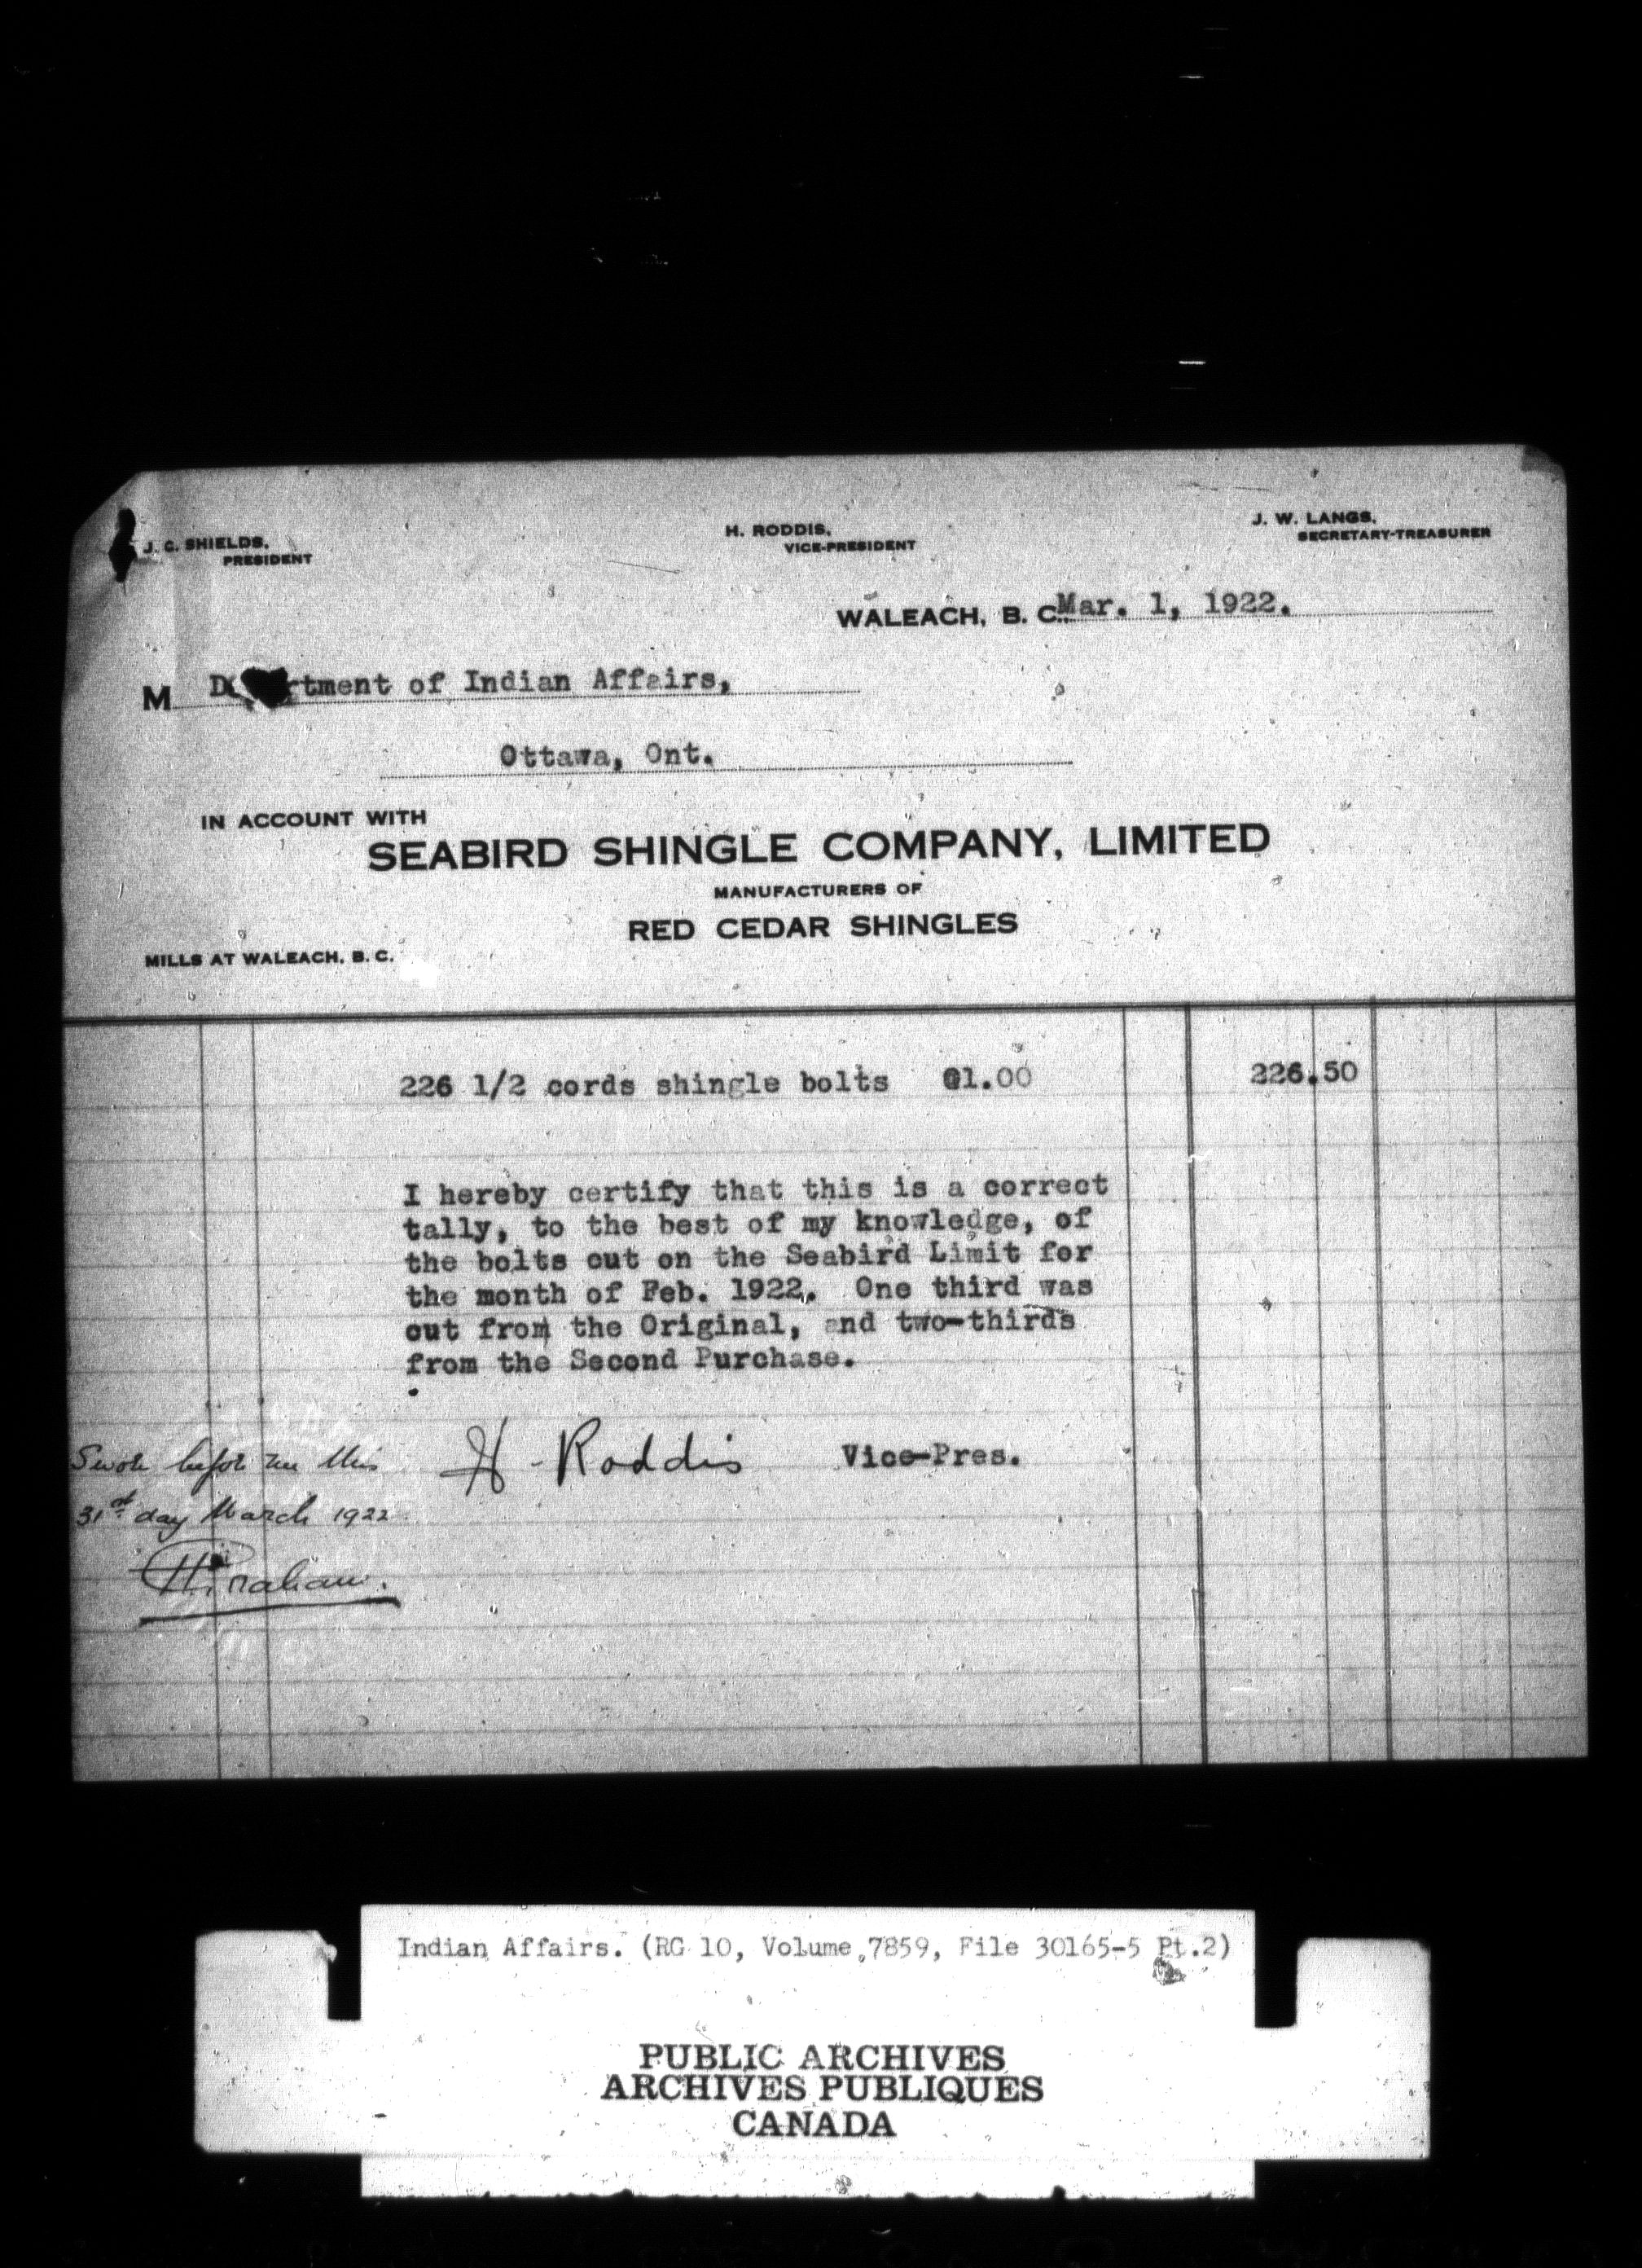 J. C. SHIELDS,
PRESIDENT
H. RODDIS,
VICE-PRESIDENT
J. W. LANGS,
SECRETARY-TREASURER
WALEACH, B. C., Mar. 1, 1922.
M Department of Indian Affairs,
Ottawa, Ont.
IN ACCOUNT WITH
SEABIRD SHINGLE COMPANY, LIMITED
MANUFACTURERS OF
RED CEDAR SHINGLES
MILLS AT WALEACH, B. C.
226 1/2 cords shingle bolts @1.00 226.50
I hereby certify that this is a correct
tally, to the best of my knowledge, of
the bolts cut on the Seabird Limit for
the month of Feb. 1922. One third was
cut from the Original, and two-thirds
from the Second Purchase.
H. Roddis Vice-Pres.
Sworn before me this
31st day March 1922
Indian Affairs. (RG 10, Volume 7859, File 30165-5 Pt.2)
PUBLIC ARCHIVES
ARCHIVES PUBLIQUES
CANADA